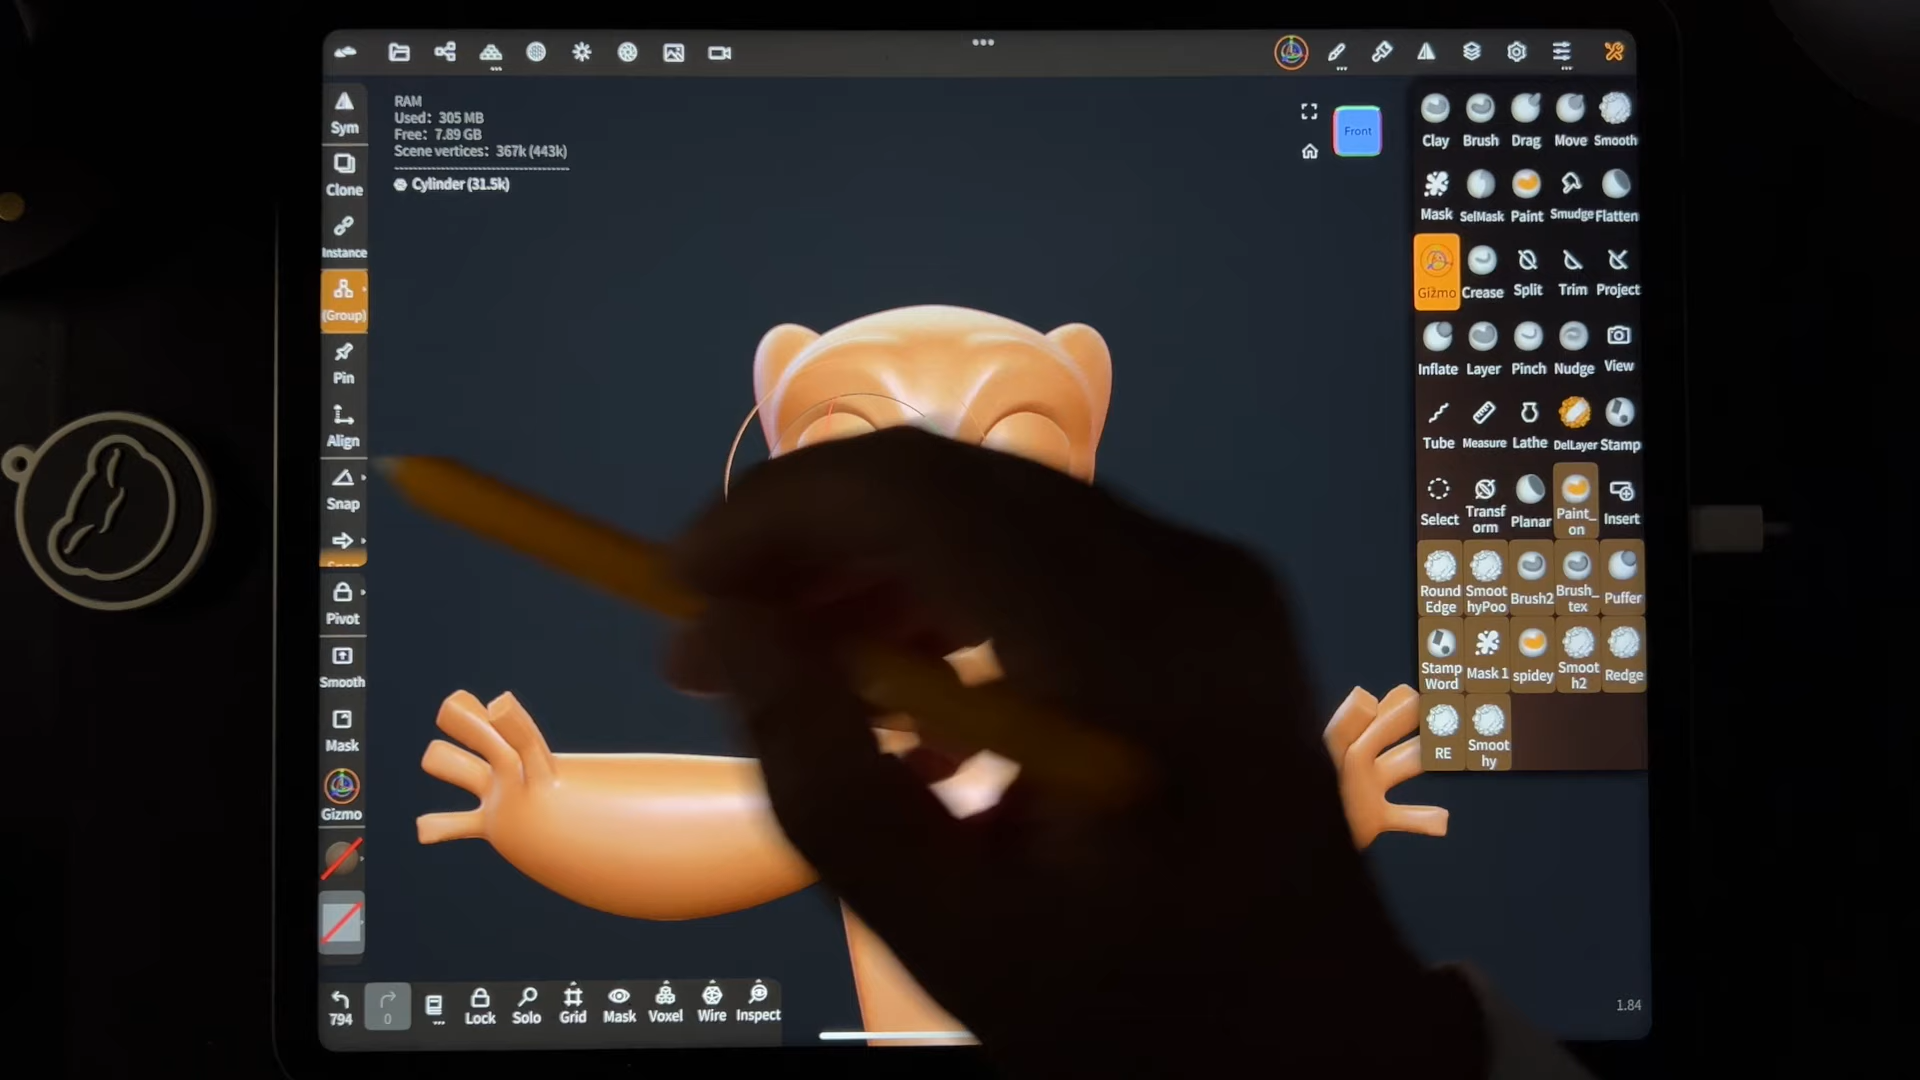 RAM
Used: 305 MB
Free: 7.89 GB
Scene vertices: 367k (443k)
Cylinder (31.5k)
Front
Sym
Clone
Instance
(Group)
Pin
Align
Snap
Pivot
Smooth
Mask
Gizmo
Clay Brush Drag Move Smooth
Mask SelMask Paint Smudge Flatten
Gizmo Crease Split Trim Project
Inflate Layer Pinch Nudge View
Tube Measure Lathe DelLayer Stamp
Select Transf
orm Planar Paint_
on Insert
Round
Edge Smoot
hyPoo Brush2 Brush_
tex Puffer
Stamp
Word Mask 1 spidey Smoot
h2 Redge
RE Smoot
hy
794 0 Lock Solo Grid Mask Voxel Wire Inspect
1.84